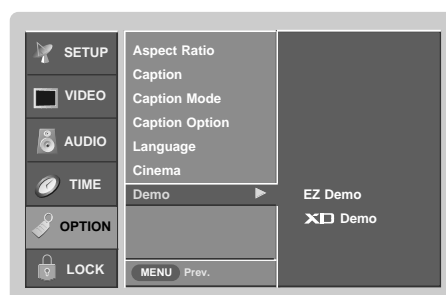 SETUP
VIDEO
AUDIO
TIME
OPTION
LOCK
Aspect Ratio
Caption
Caption Mode
Caption Option
Language
Cinema
Demo
MENU Prev.
EZ Demo
XD Demo